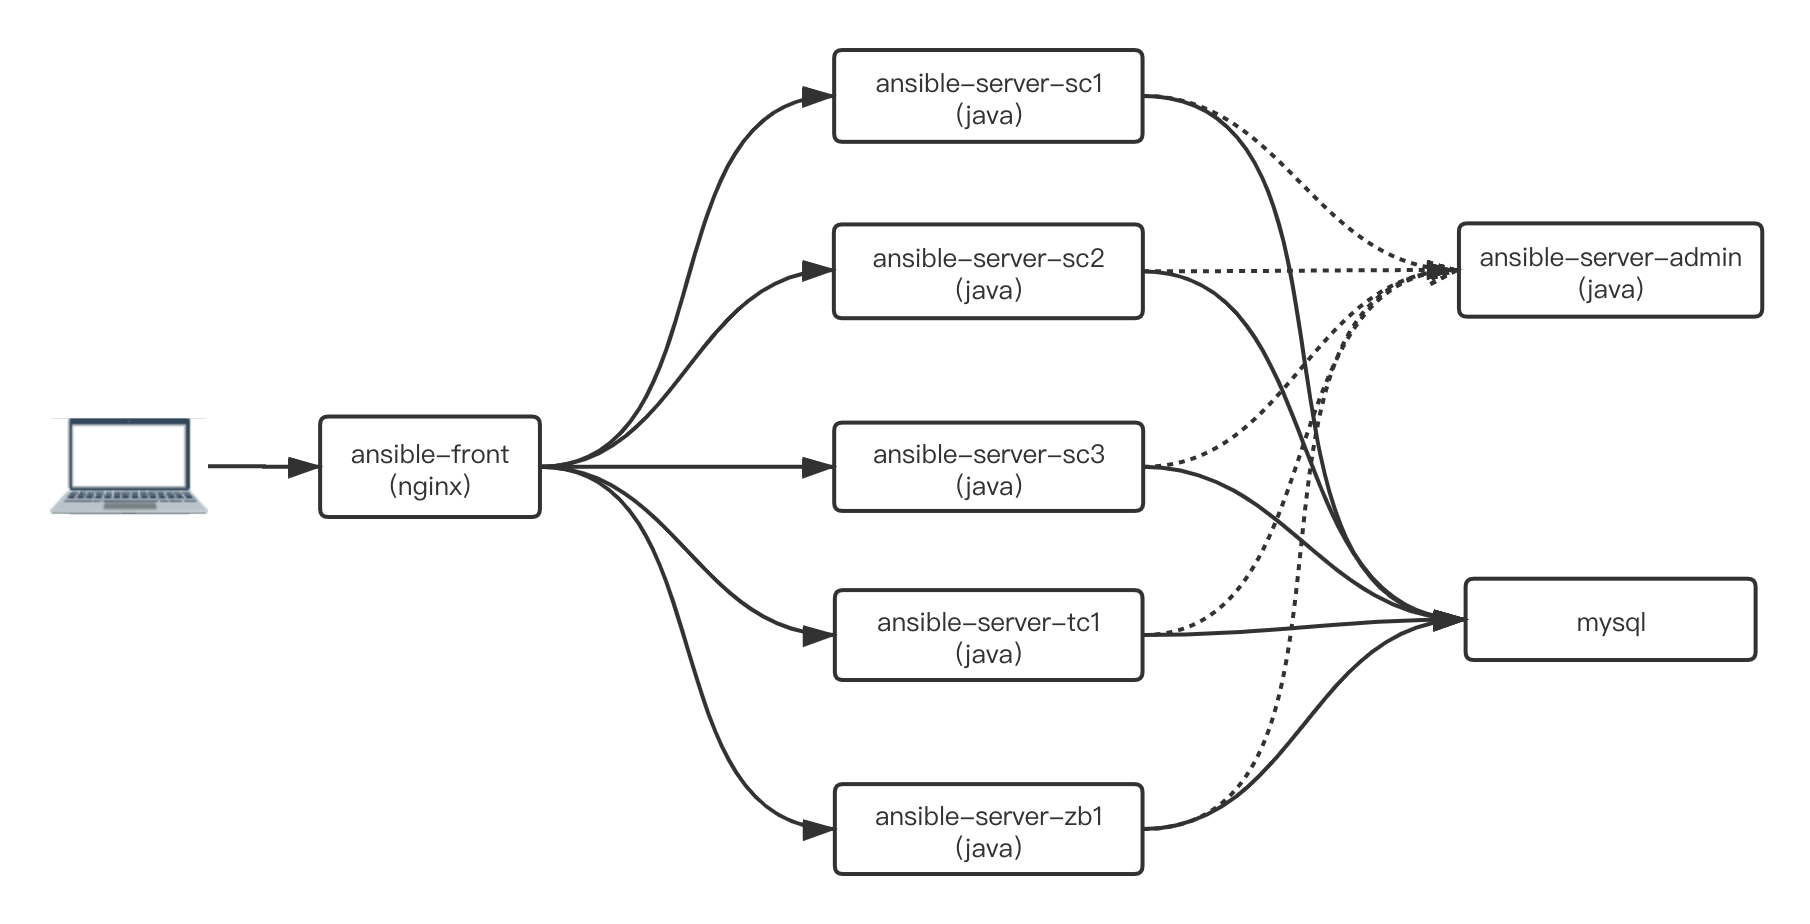 ansible-server-sc1
(java)
ansible-server-sc2
(java)
ansible-server-admin
(java)
ansible-front
(nginx)
ansible-server-sc3
(java)
ansible-server-tc1
(java)
mysql
ansible-server-zb1
(java)